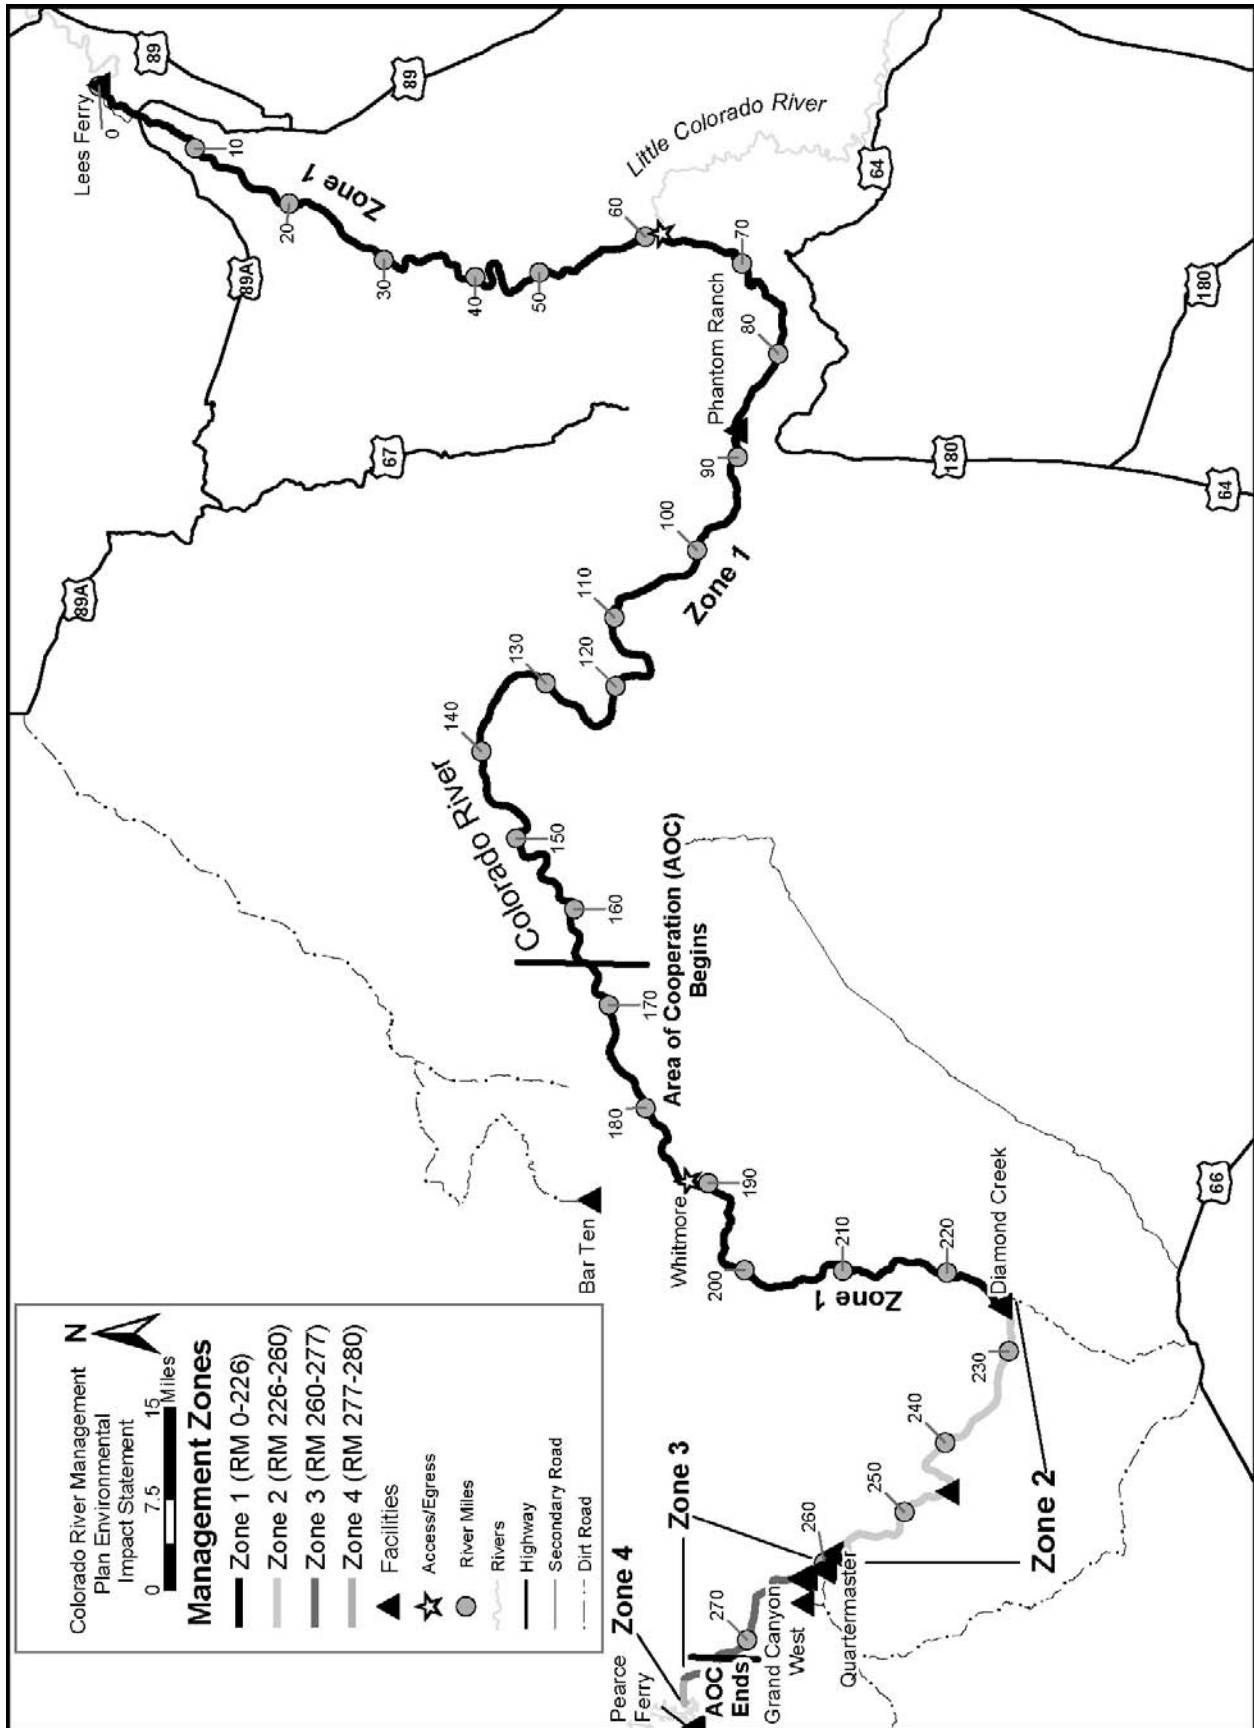 Colorado River Management
Plan Environmental
Impact Statement
N
0 7.5 15
Miles
Management Zones
Zone 1 (RM 0-226)
Zone 2 (RM 226-260)
Zone 3 (RM 260-277)
Zone 4 (RM 277-280)
Facilities
Access/Egress
River Miles
Rivers
Highway
Secondary Road
Dirt Road
Pearce
Ferry
Zone 4
AOC
Ends
Zone 3
270
Grand Canyon
West
Quartermaster
260
250
240
230
Zone 2
Diamond Creek
220
Zone 1
210
200
Whitmore
190
Bar Ten
180
170
Area of Cooperation (AOC)
Begins
160
150
Colorado River
140
130
120
110
Zone 1
100
90
Phantom Ranch
80
70
60
Little Colorado River
50
40
30
20
Zone 1
10
0
Lees Ferry
89
89
89A
89A
67
64
180
180
64
66